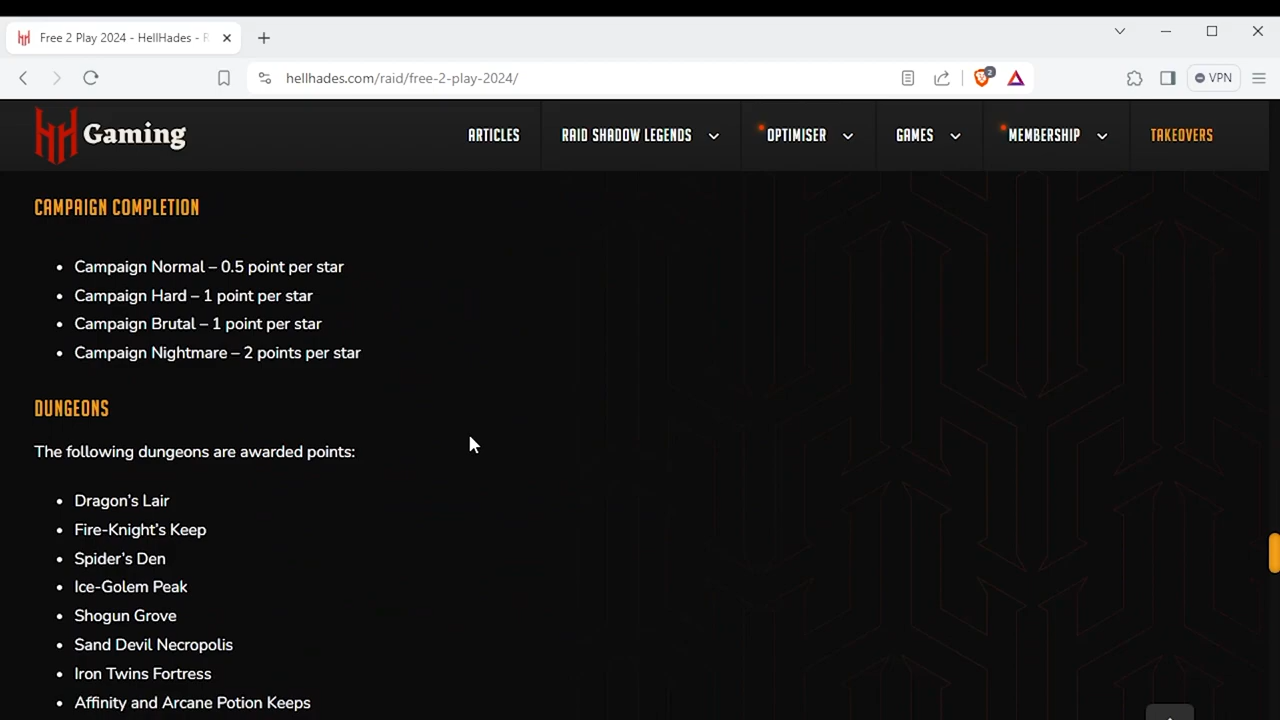 Free 2 Play 2024 - HellHades - R
hellhades.com/raid/free-2-play-2024/
2
VPN
Gaming
ARTICLES
RAID SHADOW LEGENDS
OPTIMISER
GAMES
MEMBERSHIP
TAKEOVERS
CAMPAIGN COMPLETION
• Campaign Normal – 0.5 point per star
• Campaign Hard – 1 point per star
• Campaign Brutal – 1 point per star
• Campaign Nightmare – 2 points per star
DUNGEONS
The following dungeons are awarded points:
• Dragon’s Lair
• Fire-Knight’s Keep
• Spider’s Den
• Ice-Golem Peak
• Shogun Grove
• Sand Devil Necropolis
• Iron Twins Fortress
• Affinity and Arcane Potion Keeps